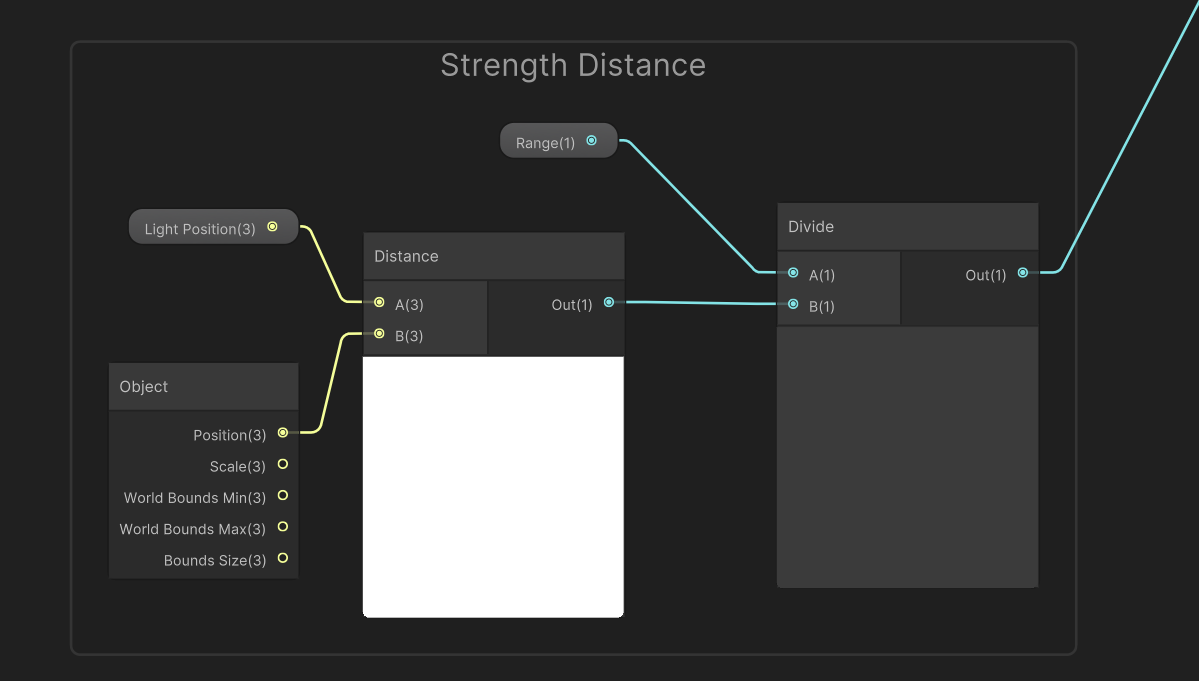 Strength Distance
Range(1)
Light Position(3)
Distance
A(3)
Out(1)
B(3)
Divide
A(1)
Out(1)
B(1)
Object
Position(3)
Scale(3)
World Bounds Min(3)
World Bounds Max(3)
Bounds Size(3)